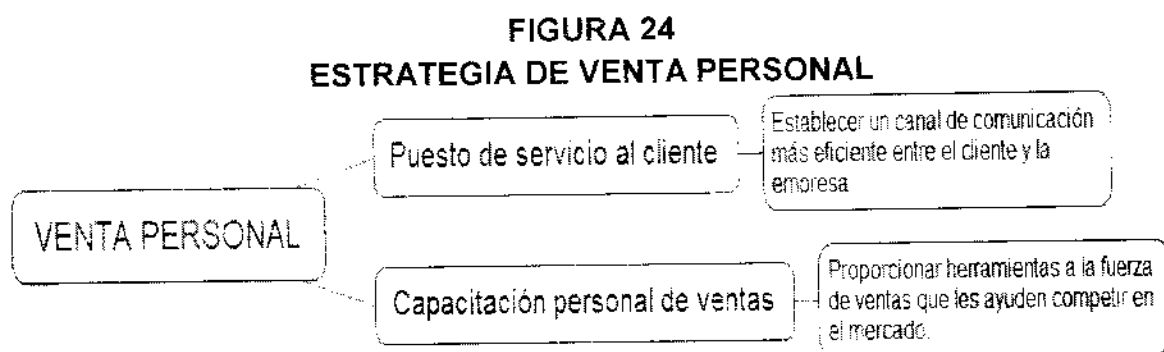 FIGURA 24
ESTRATEGIA DE VENTA PERSONAL
VENTA PERSONAL
Puesto de servicio al cliente
Establecer un canal de comunicación
más eficiente entre el cliente y la
empresa
Capacitación personal de ventas
Proporcionar herramientas a la fuerza
de ventas que les ayuden competir en
el mercado.